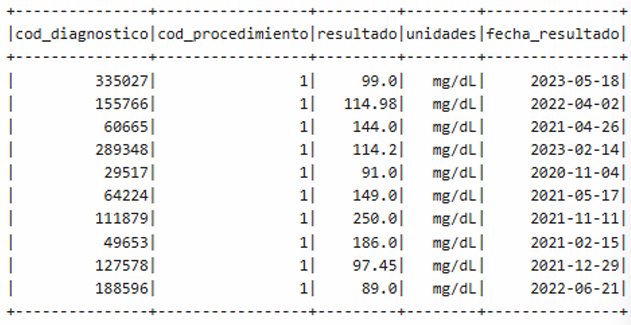 +---------------+-----------------+---------+--------+---------------+
|cod_diagnostico|cod_procedimiento|resultado|unidades|fecha_resultado|
+---------------+-----------------+---------+--------+---------------+
|         335027|                1|     99.0|   mg/dL|     2023-05-18|
|         155766|                1|   114.98|   mg/dL|     2022-04-02|
|          60665|                1|    144.0|   mg/dL|     2021-04-26|
|         289348|                1|    114.2|   mg/dL|     2023-02-14|
|          29517|                1|     91.0|   mg/dL|     2020-11-04|
|          64224|                1|    149.0|   mg/dL|     2021-05-17|
|         111879|                1|    250.0|   mg/dL|     2021-11-11|
|          49653|                1|    186.0|   mg/dL|     2021-02-15|
|         127578|                1|    97.45|   mg/dL|     2021-12-29|
|         188596|                1|     89.0|   mg/dL|     2022-06-21|
+---------------+-----------------+---------+--------+---------------+